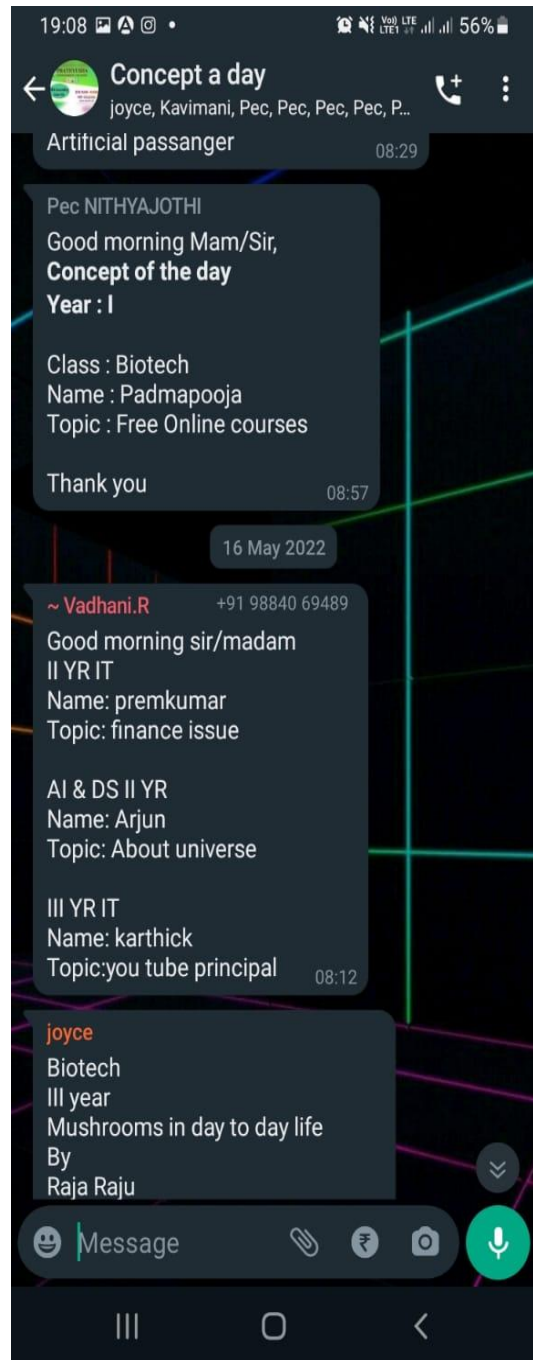 19:08 56%
Concept a day
joyce, Kavimani, Pec, Pec, Pec, Pec, P...
Artificial passanger 08:29
Pec NITHYAJOTHI
Good morning Mam/Sir,
Concept of the day
Year : I
Class : Biotech
Name : Padmapooja
Topic : Free Online courses
Thank you 08:57
16 May 2022
~ Vadhani.R +91 98840 69489
Good morning sir/madam
II YR IT
Name: premkumar
Topic: finance issue
AI & DS II YR
Name: Arjun
Topic: About universe
III YR IT
Name: karthick
Topic:you tube principal 08:12
joyce
Biotech
III year
Mushrooms in day to day life
By
Raja Raju
Message